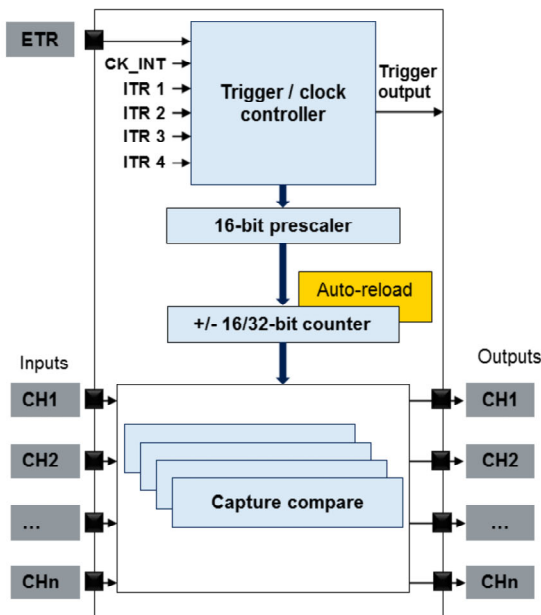 ETR
CK_INT
ITR 1
ITR 2
ITR 3
ITR 4
Trigger / clock
controller
Trigger
output
16-bit prescaler
Auto-reload
+/- 16/32-bit counter
Inputs
Outputs
CH1
CH1
CH2
CH2
Capture compare
...
...
CHn
CHn